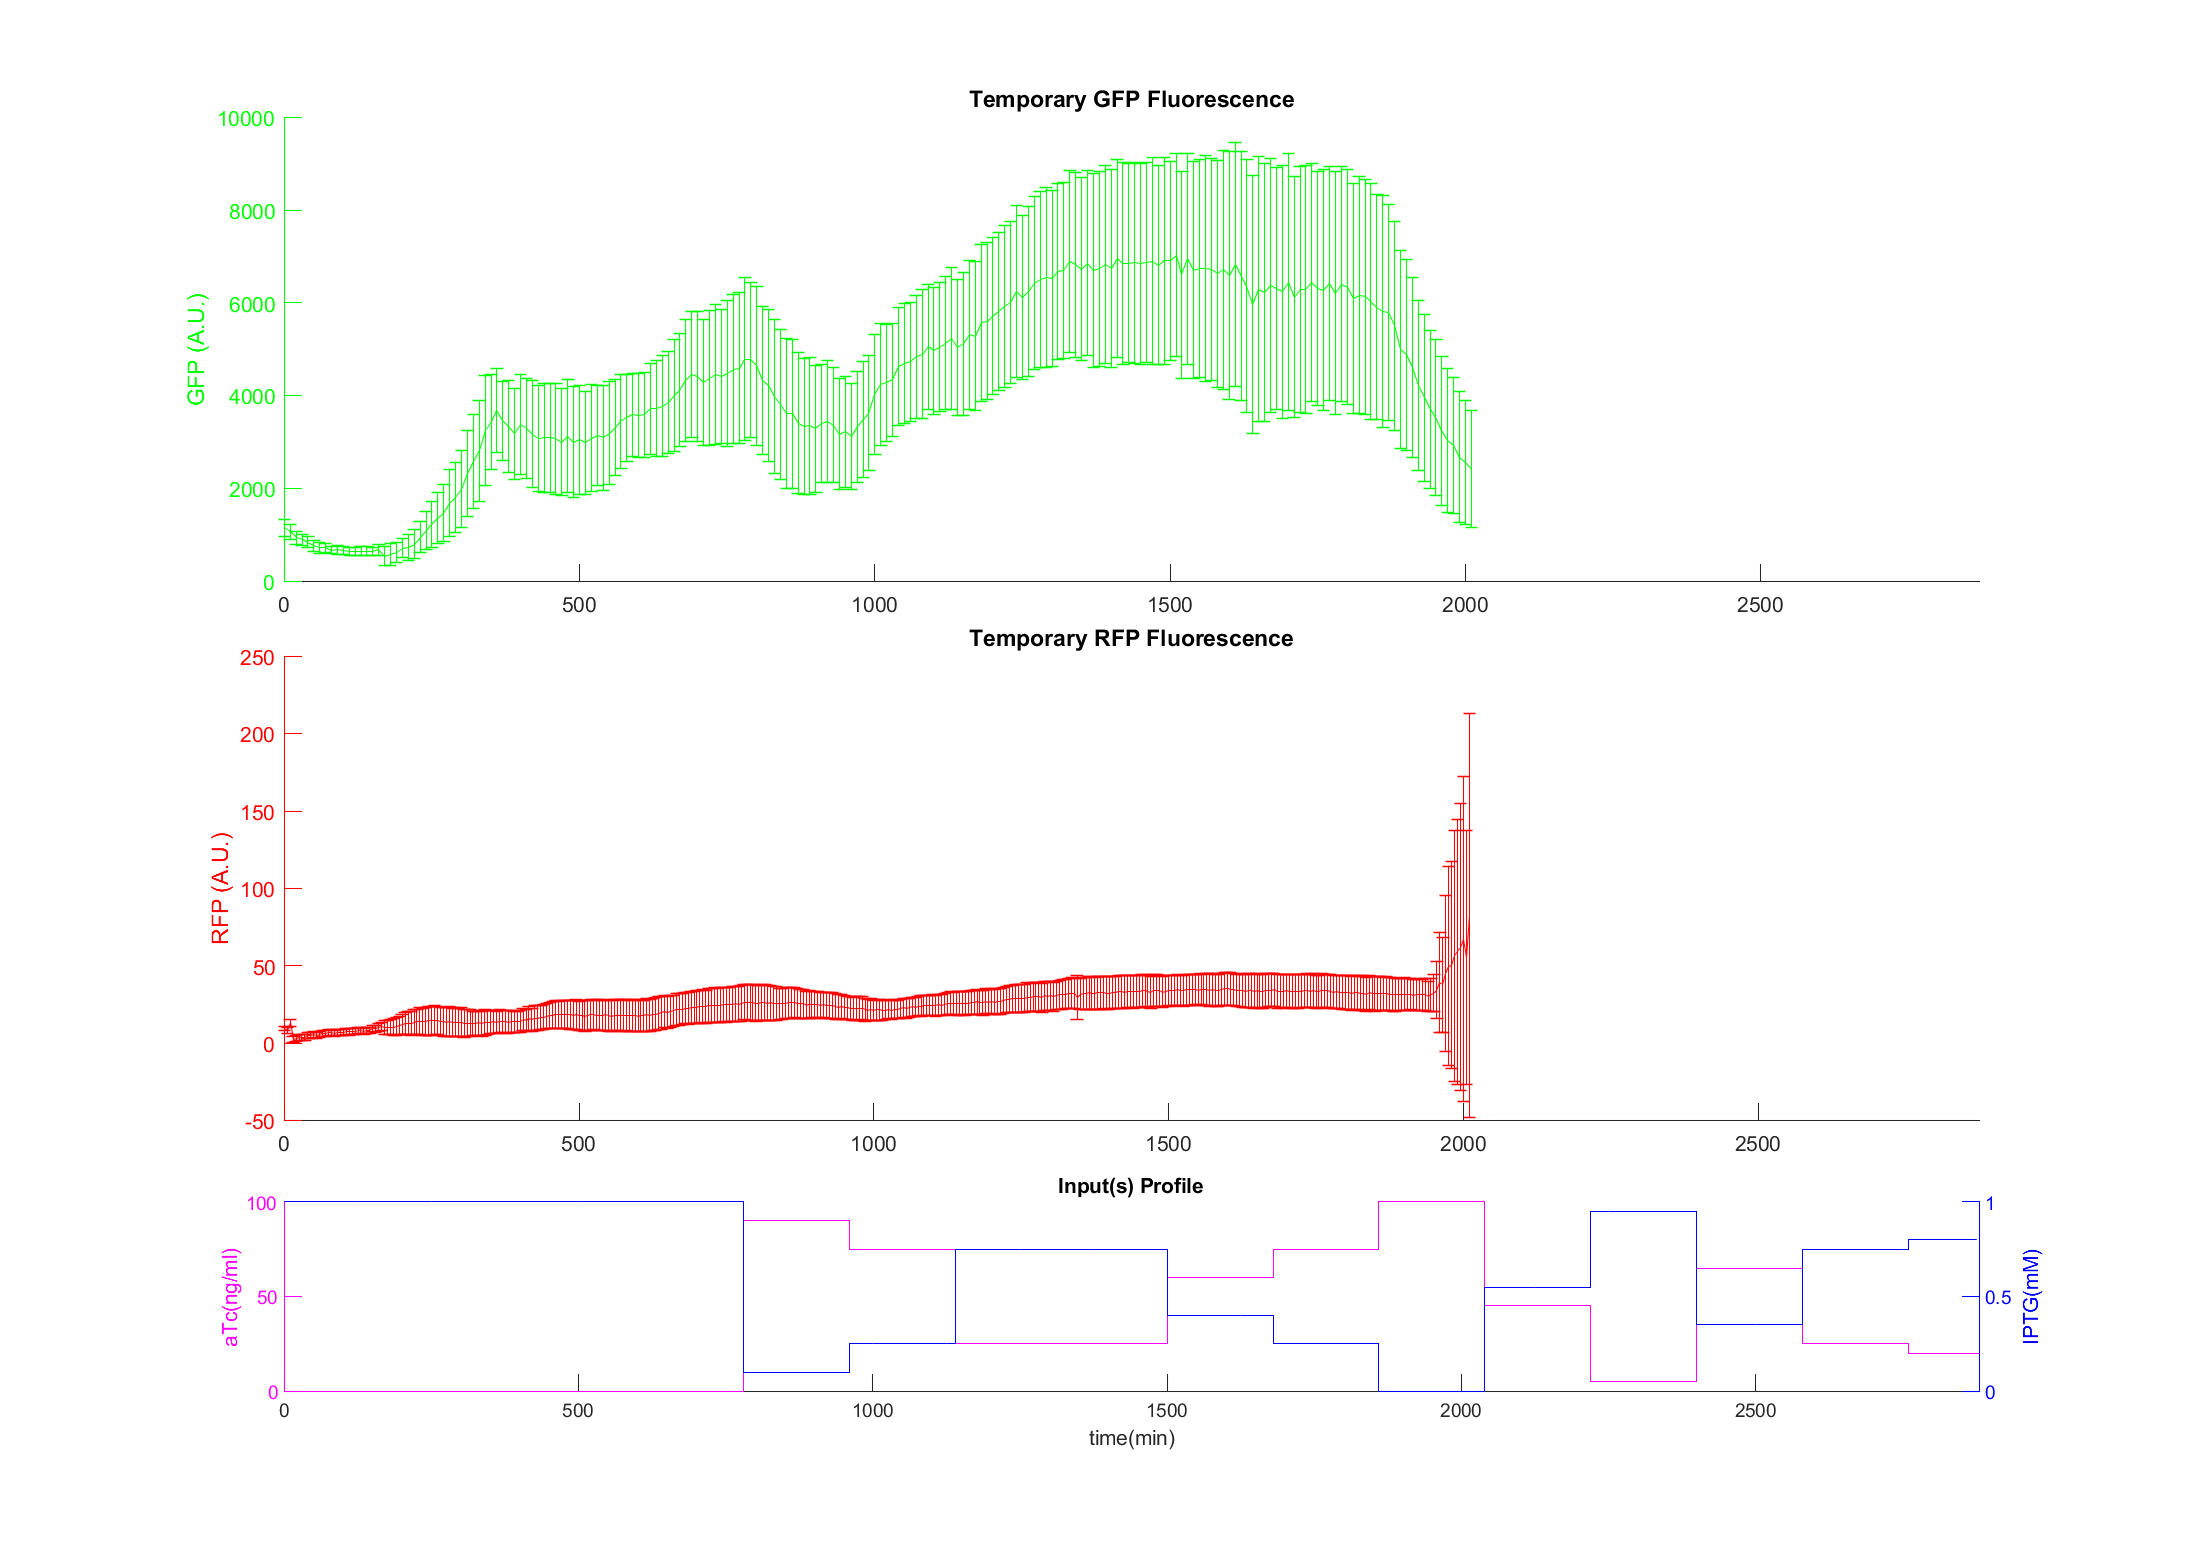 Temporary GFP Fluorescence
10000
8000
6000
4000
2000
0
GFP (A.U.)
0 500 1000 1500 2000 2500
Temporary RFP Fluorescence
250
200
150
100
50
0
-50
RFP (A.U.)
0 500 1000 1500 2000 2500
Input(s) Profile
100
50
0
aTc(ng/ml)
1
0.5
0
IPTG(mM)
0 500 1000 1500 2000 2500
time(min)